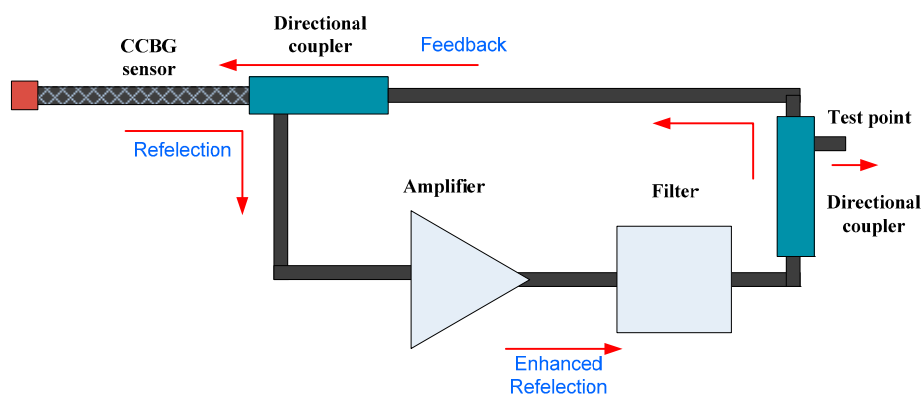 Directional
coupler
Feedback
CCBG
sensor
Test point
Refelection
Amplifier
Filter
Directional
coupler
Enhanced
Refelection